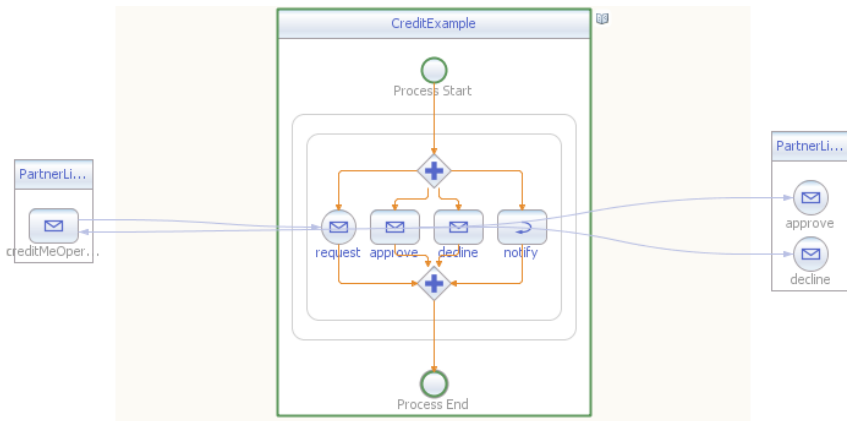 CreditExample
Process Start
PartnerLi...
creditMeOper...
request
approve
decline
notify
Process End
PartnerLi...
approve
decline